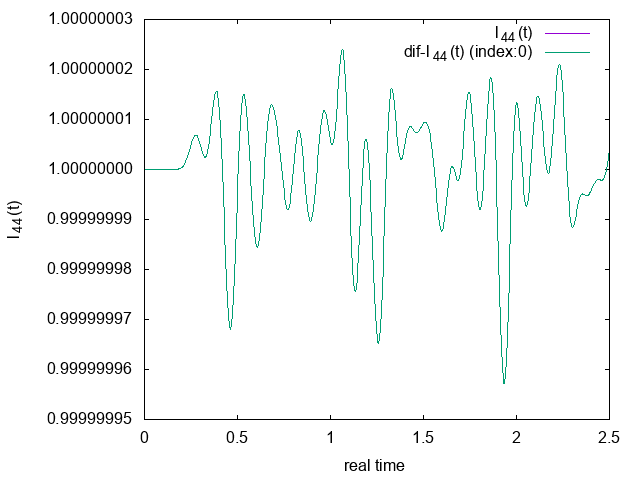 1.00000003
1.00000002
1.00000001
1.00000000
0.99999999
0.99999998
0.99999997
0.99999996
0.99999995
0 0.5 1 1.5 2 2.5
I44(t)
real time
I44(t)
dif-I44(t) (index:0)